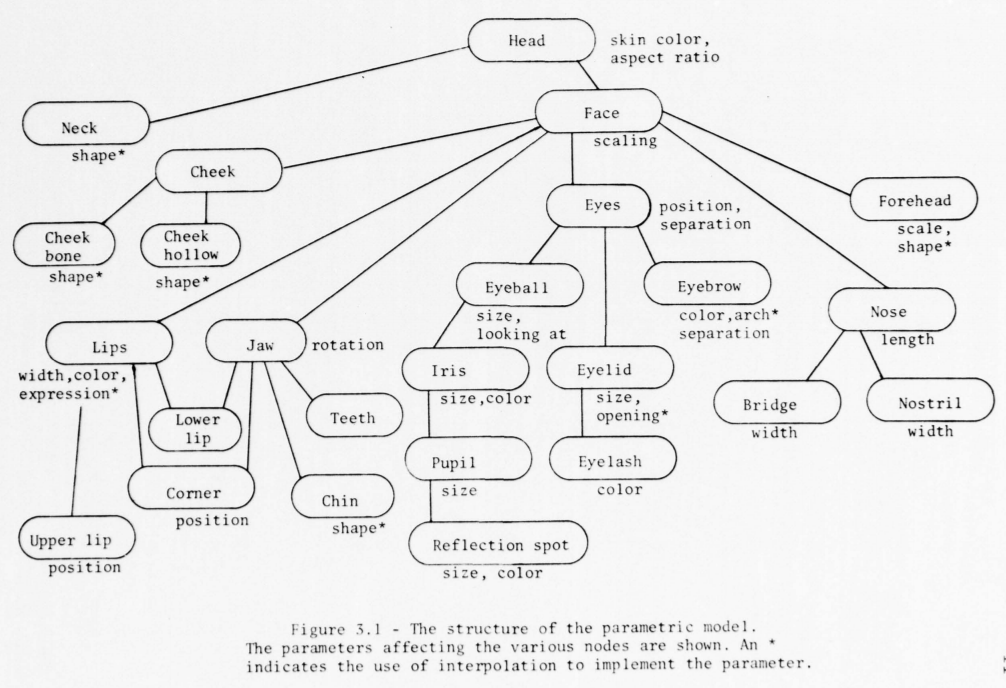 Head
skin color,
aspect ratio
Face
scaling
Neck
shape*
Cheek
Cheek
bone
shape*
Cheek
hollow
shape*
Eyes
position,
separation
Forehead
scale,
shape*
Eyeball
size,
looking at
Eyebrow
color,arch*
separation
Nose
length
Lips
width,color,
expression*
Jaw
rotation
Iris
size,color
Eyelid
size,
opening*
Bridge
width
Nostril
width
Lower
lip
Teeth
Pupil
size
Eyelash
color
Corner
position
Chin
shape*
Upper lip
position
Reflection spot
size, color
Figure 3.1 - The structure of the parametric model.
The parameters affecting the various nodes are shown. An *
indicates the use of interpolation to implement the parameter.